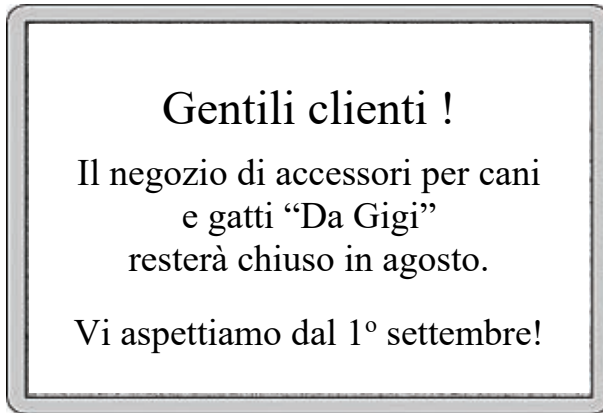 Gentili clienti !
Il negozio di accessori per cani
e gatti “Da Gigi”
resterà chiuso in agosto.
Vi aspettiamo dal 1º settembre!